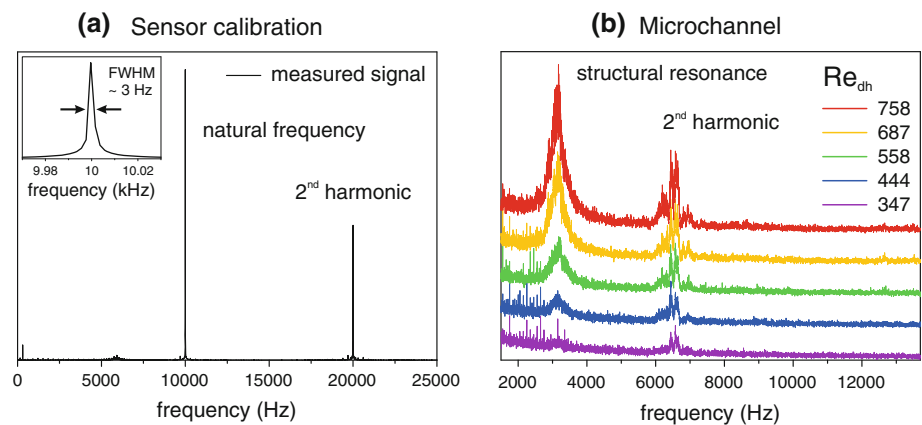 (a) Sensor calibration
FWHM
~ 3 Hz
9.98 10 10.02
frequency (kHz)
measured signal
natural frequency
2nd harmonic
0 5000 10000 15000 20000 25000
frequency (Hz)
(b) Microchannel
structural resonance
2nd harmonic
Redh
758
687
558
444
347
2000 4000 6000 8000 10000 12000
frequency (Hz)